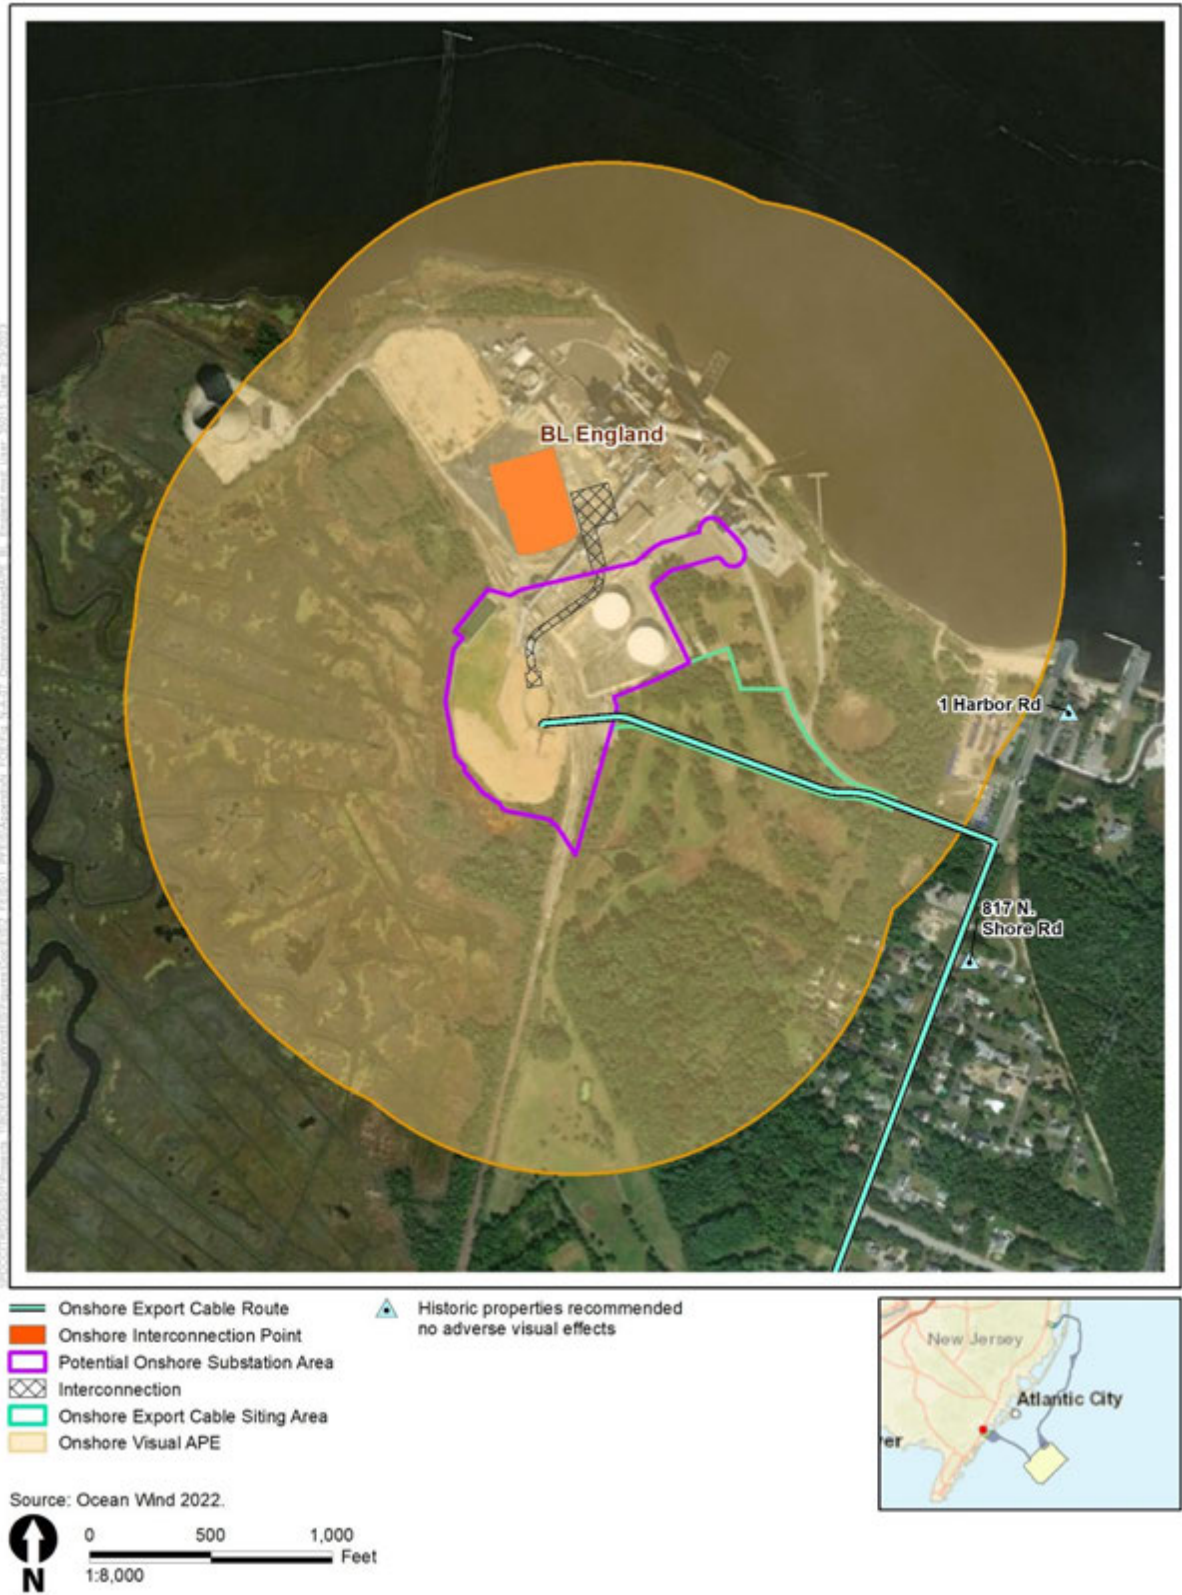 BL England
1 Harbor Rd
817 N.
Shore Rd
Onshore Export Cable Route
Onshore Interconnection Point
Potential Onshore Substation Area
Interconnection
Onshore Export Cable Siting Area
Onshore Visual APE
Historic properties recommended
no adverse visual effects
New Jersey
Atlantic City
er
Source: Ocean Wind 2022.
N
0 500 1,000
Feet
1:8,000